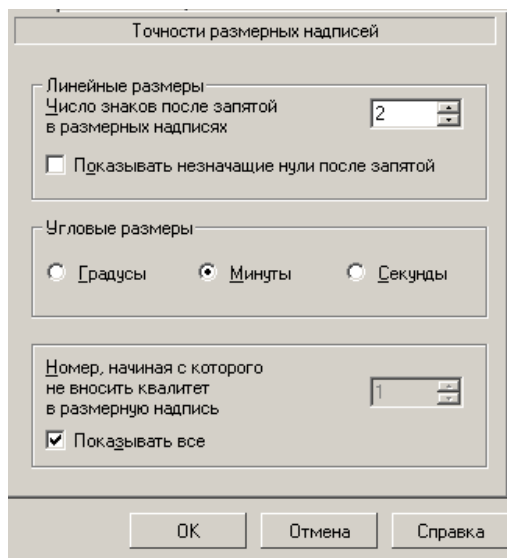 Точности размерных надписей
Линейные размеры
Число знаков после запятой
в размерных надписях
2
Показывать незначащие нули после запятой
Угловые размеры
Градусы Минуты Секунды
Номер, начиная с которого
не вносить квалитет
в размерную надпись
1
Показывать все
OK Отмена Справка